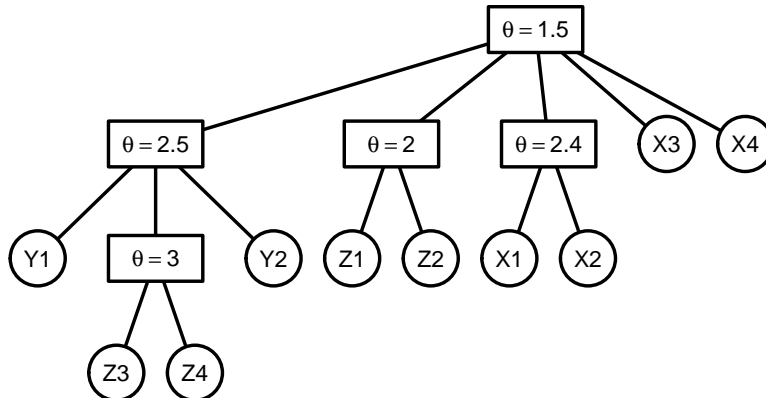 θ = 1.5
θ = 2.5
θ = 2
θ = 2.4
X3
X4
Y1
θ = 3
Y2
Z1
Z2
X1
X2
Z3
Z4